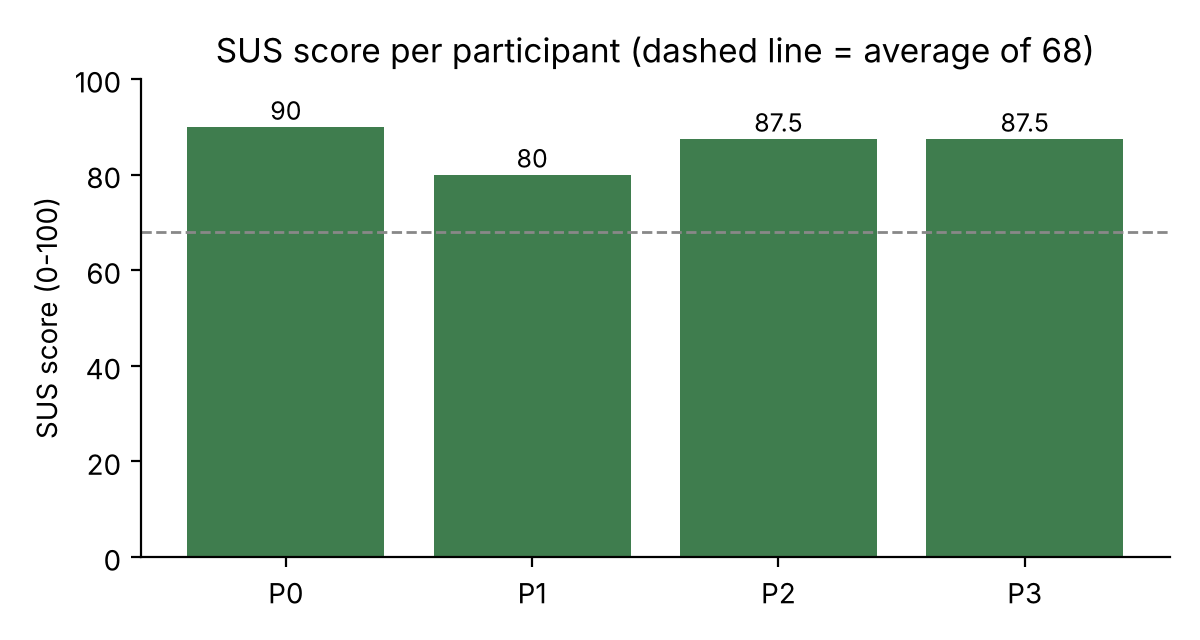 SUS score per participant (dashed line = average of 68)
SUS score (0-100)
100
80
60
40
20
0
90
80
87.5
87.5
P0
P1
P2
P3